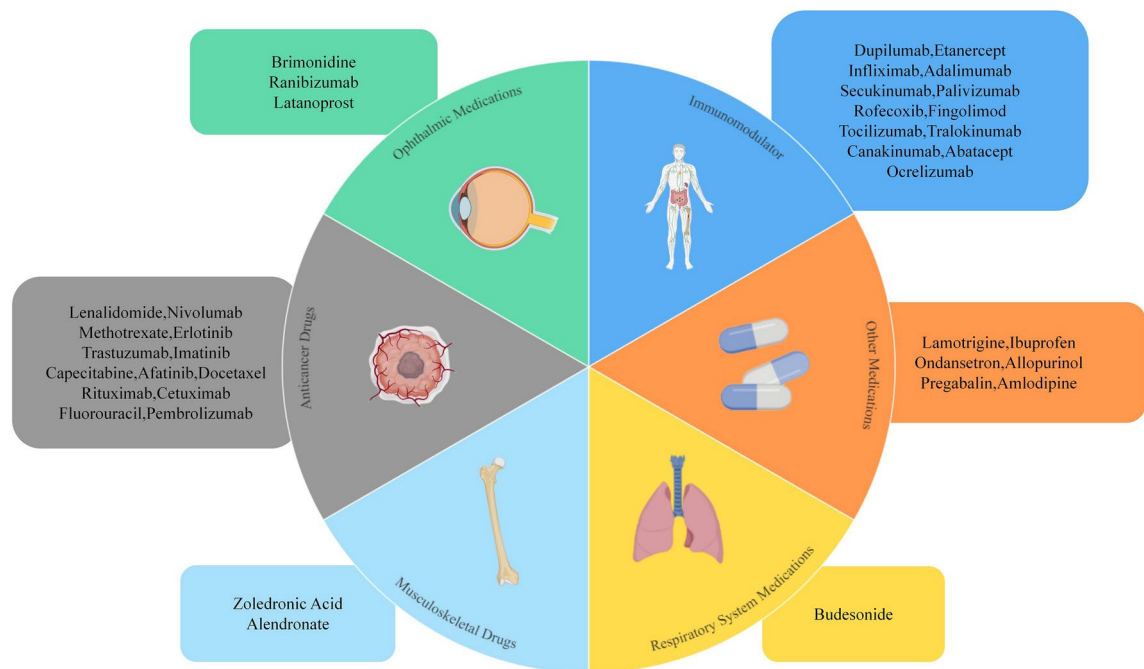 Brimonidine
Ranibizumab
Latanoprost
Ophthalmic Medications
Dupilumab,Etanercept
Infliximab,Adalimumab
Secukinumab,Palivizumab
Rofecoxib,Fingolimod
Tocilizumab,Tralokinumab
Canakinumab,Abatacept
Ocrelizumab
Immunomodulator
Lenalidomide,Nivolumab
Methotrexate,Erlotinib
Trastuzumab,Imatinib
Capecitabine,Afatinib,Docetaxel
Rituximab,Cetuximab
Fluorouracil,Pembrolizumab
Anticancer Drugs
Other Medications
Lamotrigine,Ibuprofen
Ondansetron,Allopurinol
Pregabalin,Amlodipine
Zoledronic Acid
Alendronate
Musculoskeletal Drugs
Respiratory System Medications
Budesonide